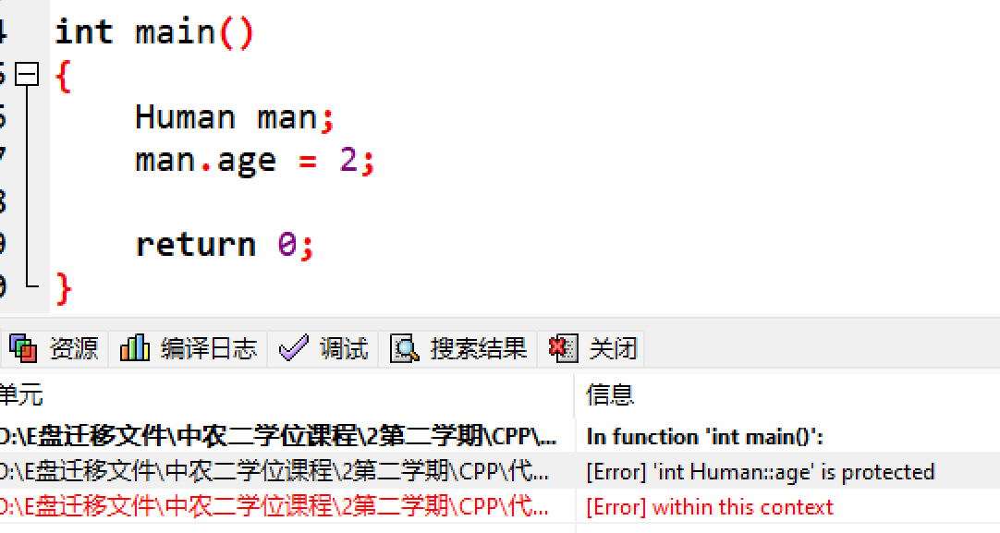 int main()
{
Human man;
man.age = 2;
return 0;
}
资源 编译日志 调试 搜索结果 关闭
单元 信息
D:\E盘迁移文件\中农二学位课程\2第二学期\CPP\... In function 'int main()':
D:\E盘迁移文件\中农二学位课程\2第二学期\CPP\代... [Error] 'int Human::age' is protected
D:\E盘迁移文件\中农二学位课程\2第二学期\CPP\代... [Error] within this context